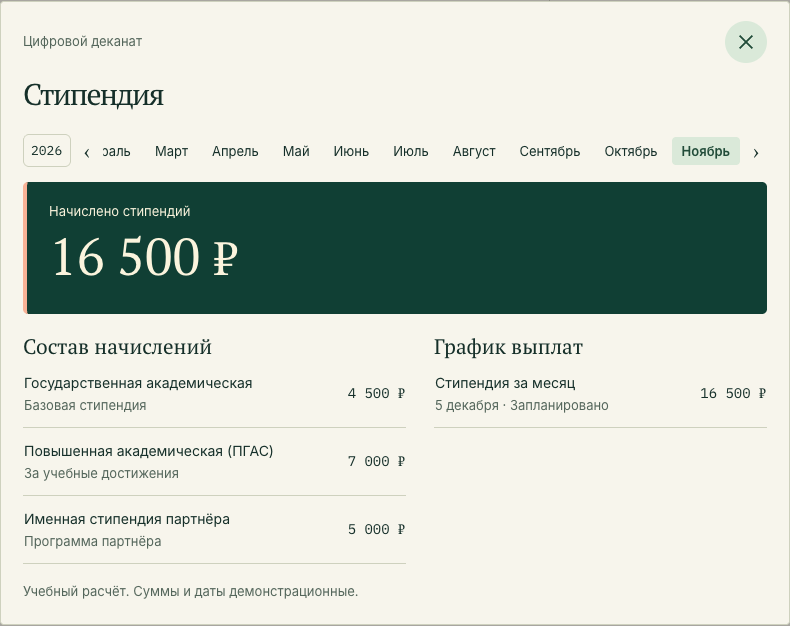 Цифровой деканат
Стипендия
2026 ‹ раль Март Апрель Май Июнь Июль Август Сентябрь Октябрь Ноябрь ›
Начислено стипендий
16 500 ₽
Состав начислений
Государственная академическая
Базовая стипендия
4 500 ₽
Повышенная академическая (ПГАС)
За учебные достижения
7 000 ₽
Именная стипендия партнёра
Программа партнёра
5 000 ₽
График выплат
Стипендия за месяц
5 декабря · Запланировано
16 500 ₽
Учебный расчёт. Суммы и даты демонстрационные.